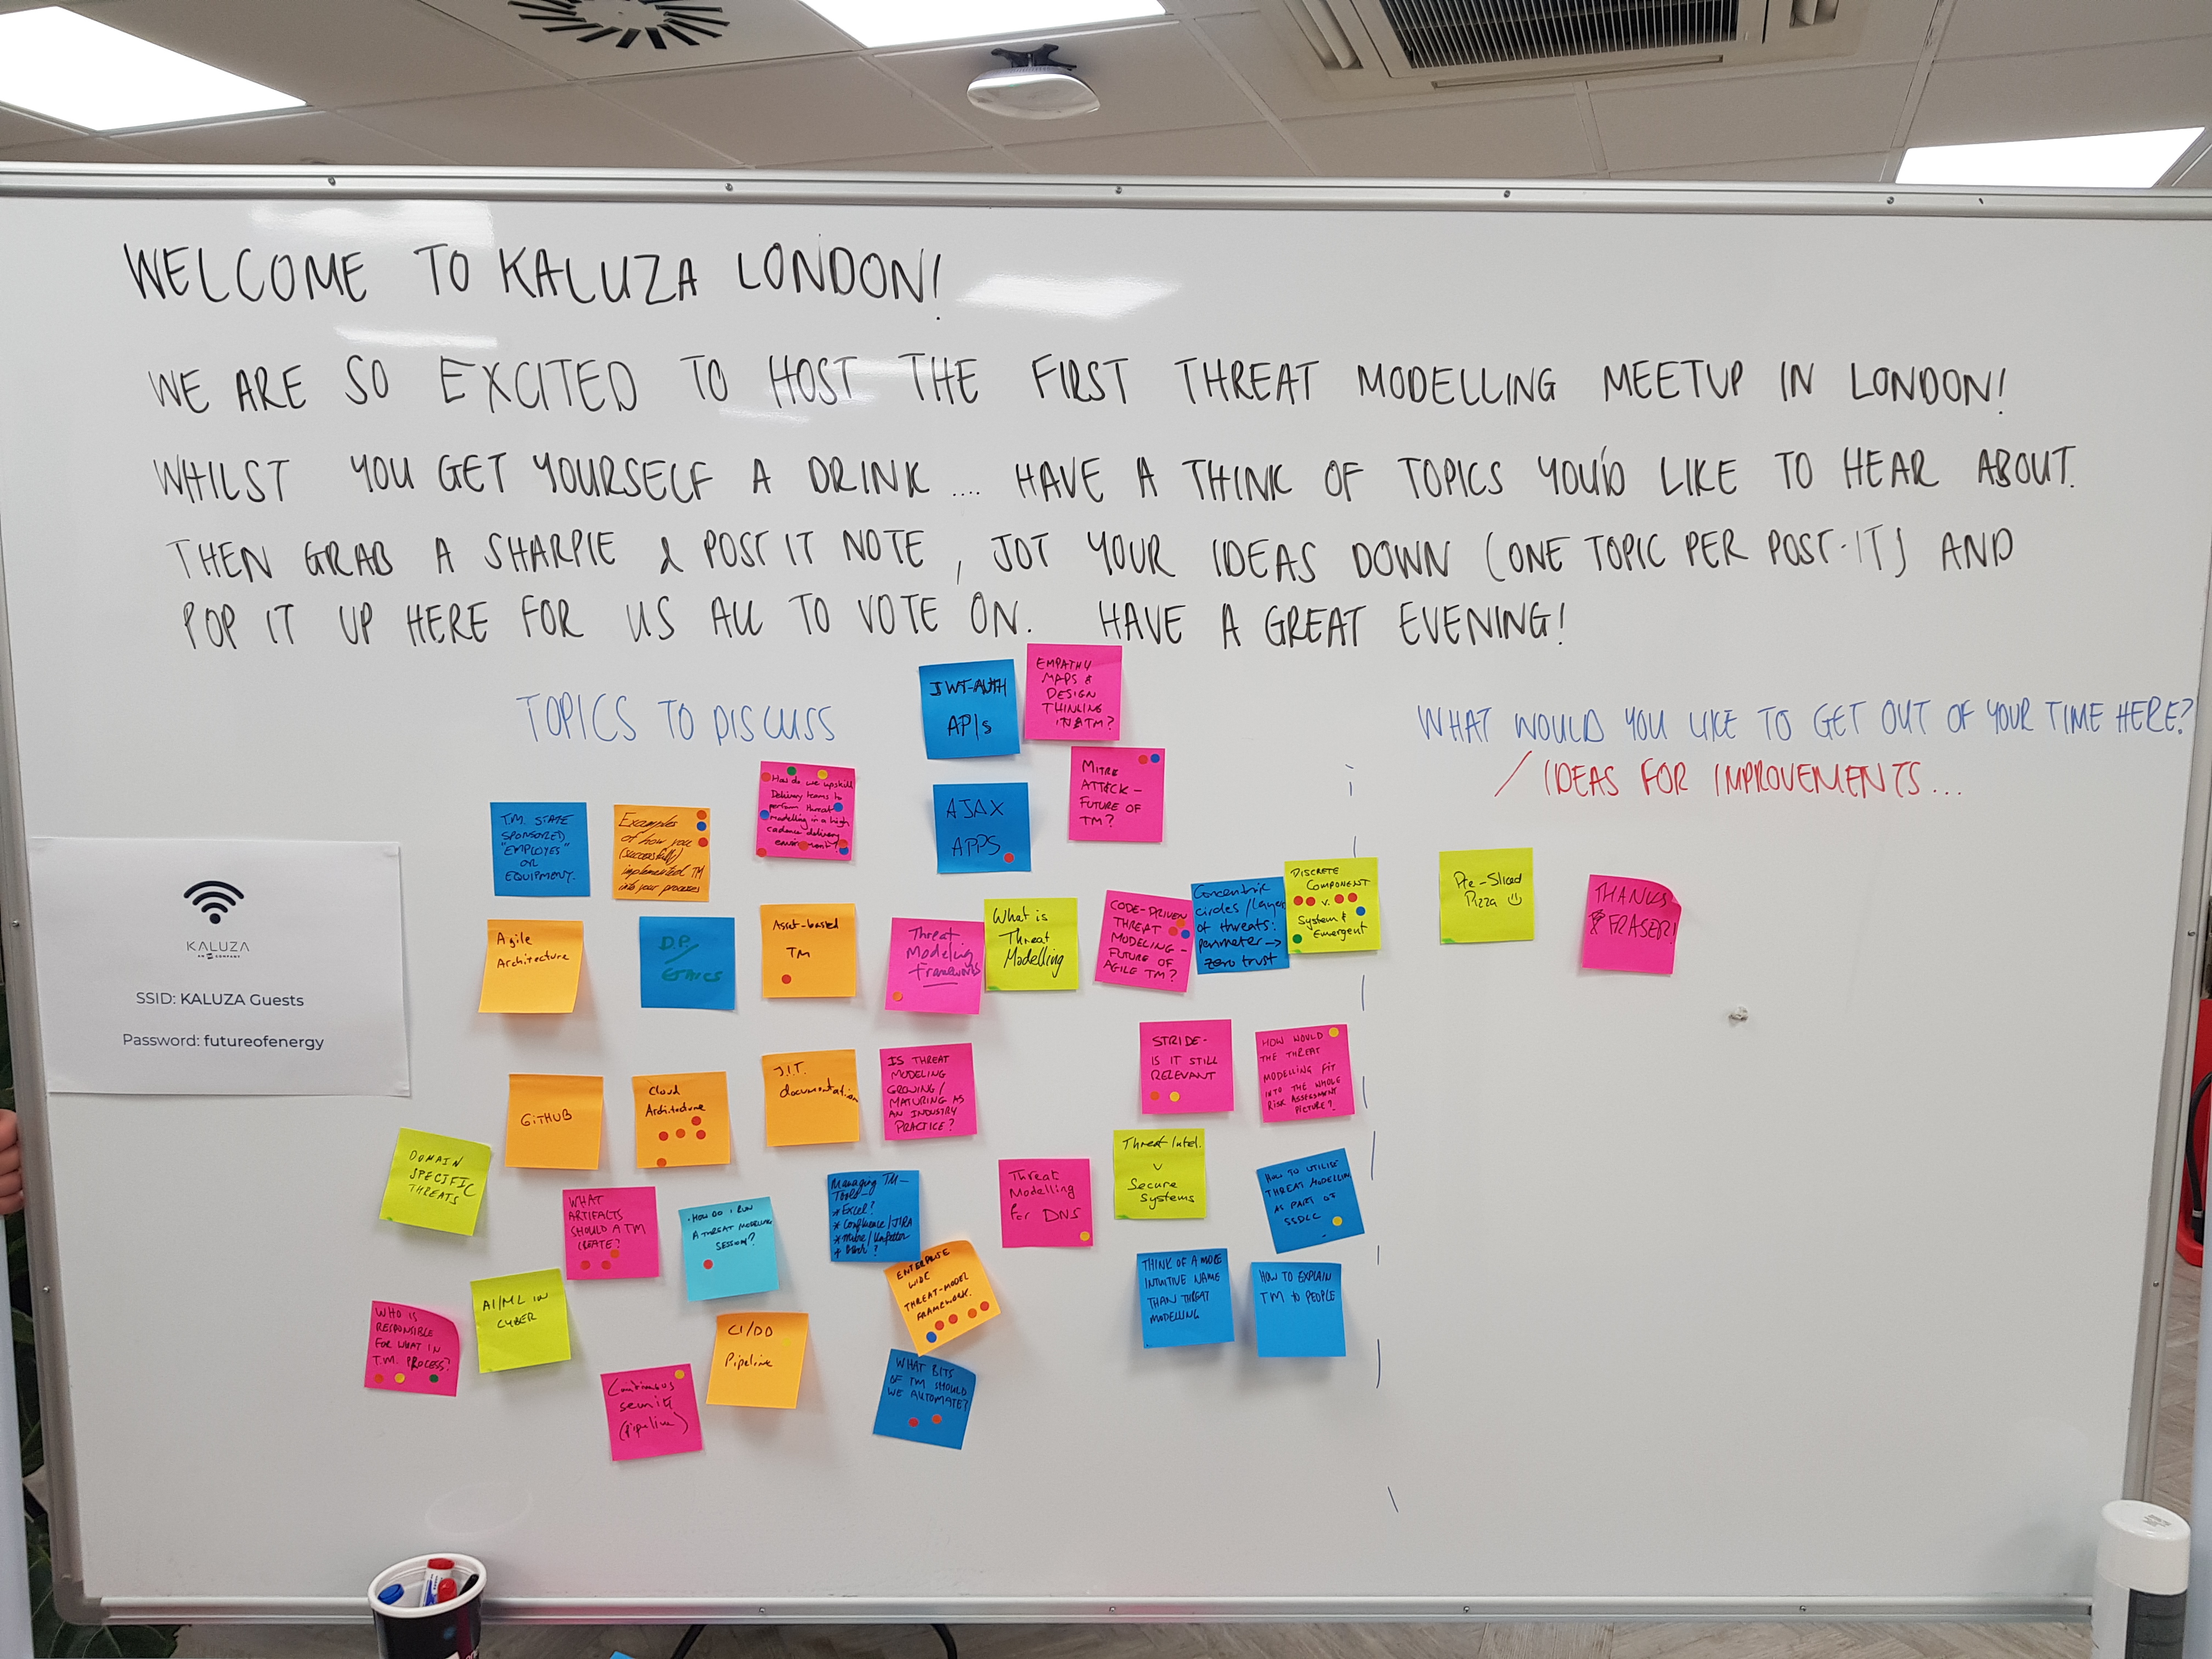 WELCOME TO KALUZA LONDON!
WE ARE SO EXCITED TO HOST THE FIRST THREAT MODELLING MEETUP IN LONDON!
WHILST YOU GET YOURSELF A DRINK .... HAVE A THINK OF TOPICS YOU'D LIKE TO HEAR ABOUT.
THEN GRAB A SHARPIE & POST IT NOTE, JOT YOUR IDEAS DOWN (ONE TOPIC PER POST-IT) AND
POP IT UP HERE FOR US ALL TO VOTE ON. HAVE A GREAT EVENING!
TOPICS TO DISCUSS
JWT-AUTH
APIs
EMPATHY
MAPS &
DESIGN
THINKING
IN TM?
MITRE
ATTACK -
FUTURE OF
TM?
How do we upskill
Delivery teams to
perform threat
modelling in a high
cadence delivery
environment?
AJAX
APPS
T.M. STATE
SPONSORED
"EMPLOYES"
OR
EQUIPMENT.
Examples
of how you
(successfully)
implemented TM
into your processes
Agile
Architecture
D.P/
ETHICS
Asset-based
TM
Threat
Modeling
frameworks
What is
Threat
Modelling
CODE-DRIVEN
THREAT
MODELING -
FUTURE OF
AGILE TM?
Concentric
circles/layers
of threats:
perimeter →
zero trust
DISCRETE
COMPONENT
v.
System &
Emergent
GITHUB
Cloud
Architecture
J.I.T.
documentation
IS THREAT
MODELING
GROWING/
MATURING AS
AN INDUSTRY
PRACTICE?
STRIDE-
IS IT STILL
RELEVANT
HOW WOULD
THE THREAT
MODELLING FIT
INTO THE WHOLE
RISK ASSESSMENT
PICTURE?
DOMAIN
SPECIFIC
THREATS
WHAT
ARTIFACTS
SHOULD A TM
CREATE?
HOW DO I RUN
A THREAT MODELLING
SESSION?
Managing TM-
Tools-
* Excel?
* Confluence/JIRA
Threat
Modelling
for DNS
Threat Intel.
v
Secure
Systems
HOW TO UTILISE
THREAT MODELLING
AS PART OF
SSDLC
WHO IS
RESPONSIBLE
FOR WHAT IN
T.M. PROCESS?
AI/ML IN
CYBER
CI/DD
Pipeline
ENTERPRISE
WIDE
THREAT-MODEL
FRAMEWORK.
THINK OF A MORE
INTUITIVE NAME
THAN THREAT
MODELLING
HOW TO EXPLAIN
TM TO PEOPLE
Continuous
security
(pipeline)
WHAT BITS
OF TM SHOULD
WE AUTOMATE?
WHAT WOULD YOU LIKE TO GET OUT OF YOUR TIME HERE?
/ IDEAS FOR IMPROVEMENTS...
Pre-Sliced
Pizza
THANKS
FRASER!
KALUZA
SSID: KALUZA Guests
Password: futureofenergy